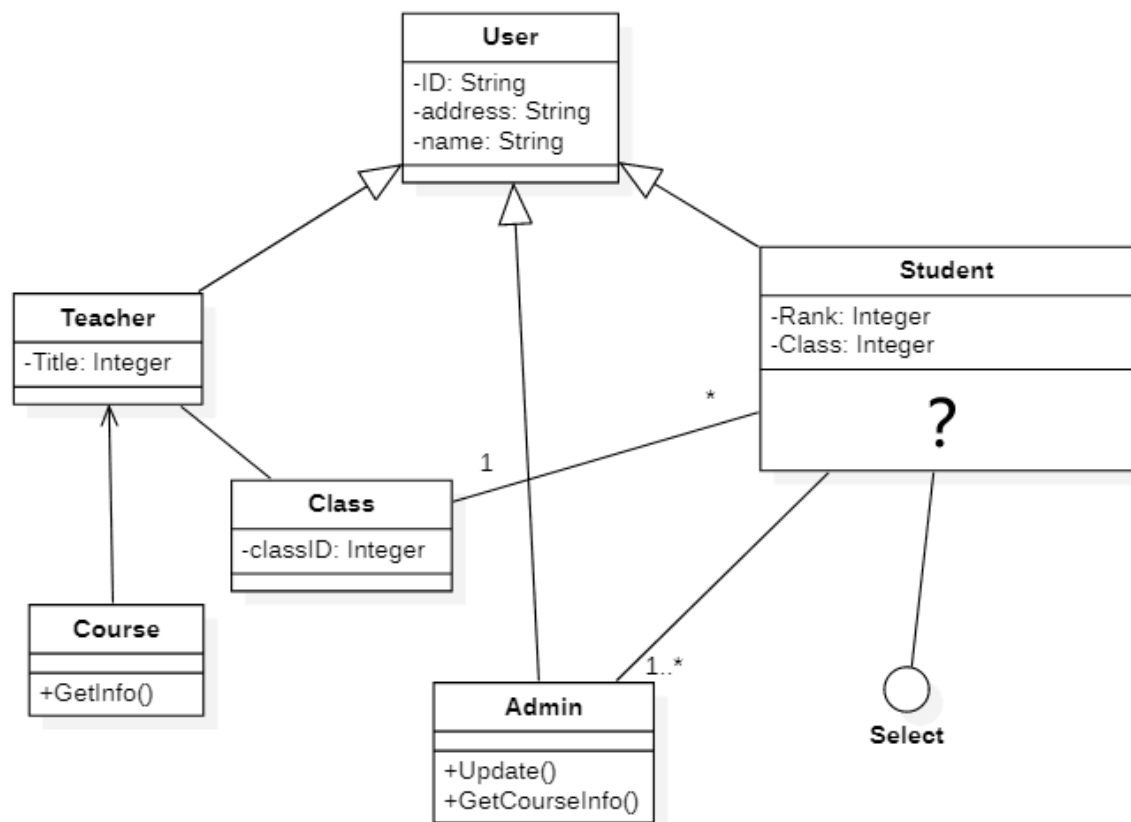 User
-ID: String
-address: String
-name: String
Teacher
-Title: Integer
Student
-Rank: Integer
-Class: Integer
?
*
1
Class
-classID: Integer
Course
+GetInfo()
1..*
Admin
+Update()
+GetCourseInfo()
Select